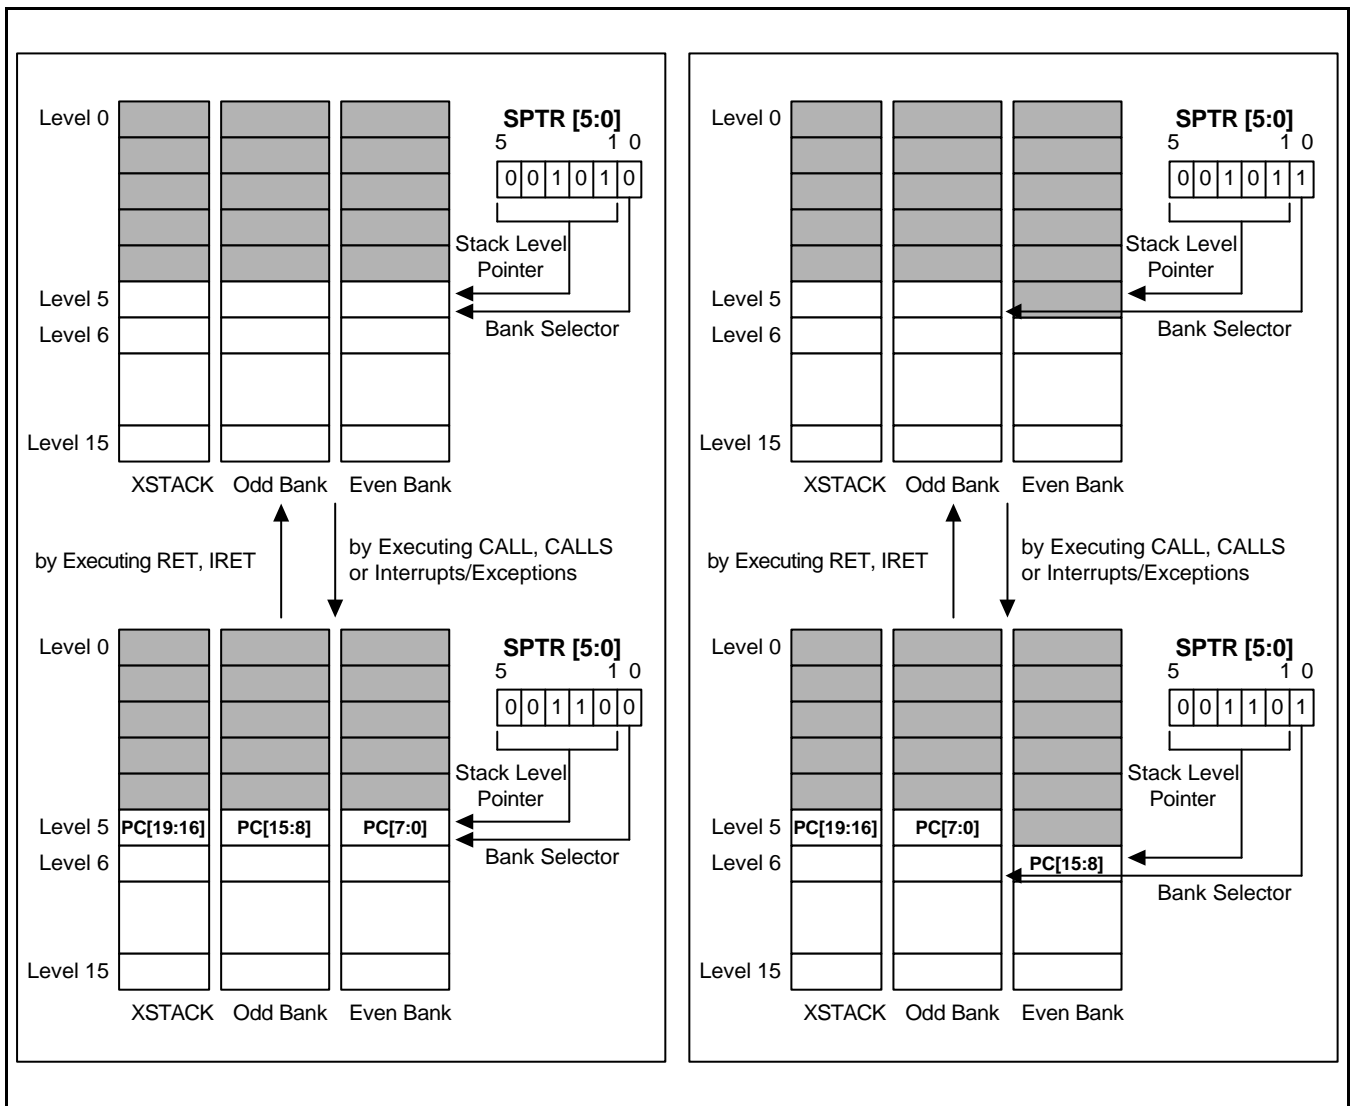 Level 0
SPTR [5:0]
5 1 0
0 0 1 0 1 0
Stack Level
Pointer
Level 5
Level 6
Bank Selector
Level 15
XSTACK Odd Bank Even Bank
by Executing RET, IRET
by Executing CALL, CALLS
or Interrupts/Exceptions
Level 0
SPTR [5:0]
5 1 0
0 0 1 1 0 0
Stack Level
Pointer
Level 5 PC[19:16] PC[15:8] PC[7:0]
Level 6
Bank Selector
Level 15
XSTACK Odd Bank Even Bank
Level 0
SPTR [5:0]
5 1 0
0 0 1 0 1 1
Stack Level
Pointer
Level 5
Level 6
Bank Selector
Level 15
XSTACK Odd Bank Even Bank
by Executing RET, IRET
by Executing CALL, CALLS
or Interrupts/Exceptions
Level 0
SPTR [5:0]
5 1 0
0 0 1 1 0 1
Stack Level
Pointer
Level 5 PC[19:16] PC[7:0]
Level 6 PC[15:8]
Bank Selector
Level 15
XSTACK Odd Bank Even Bank